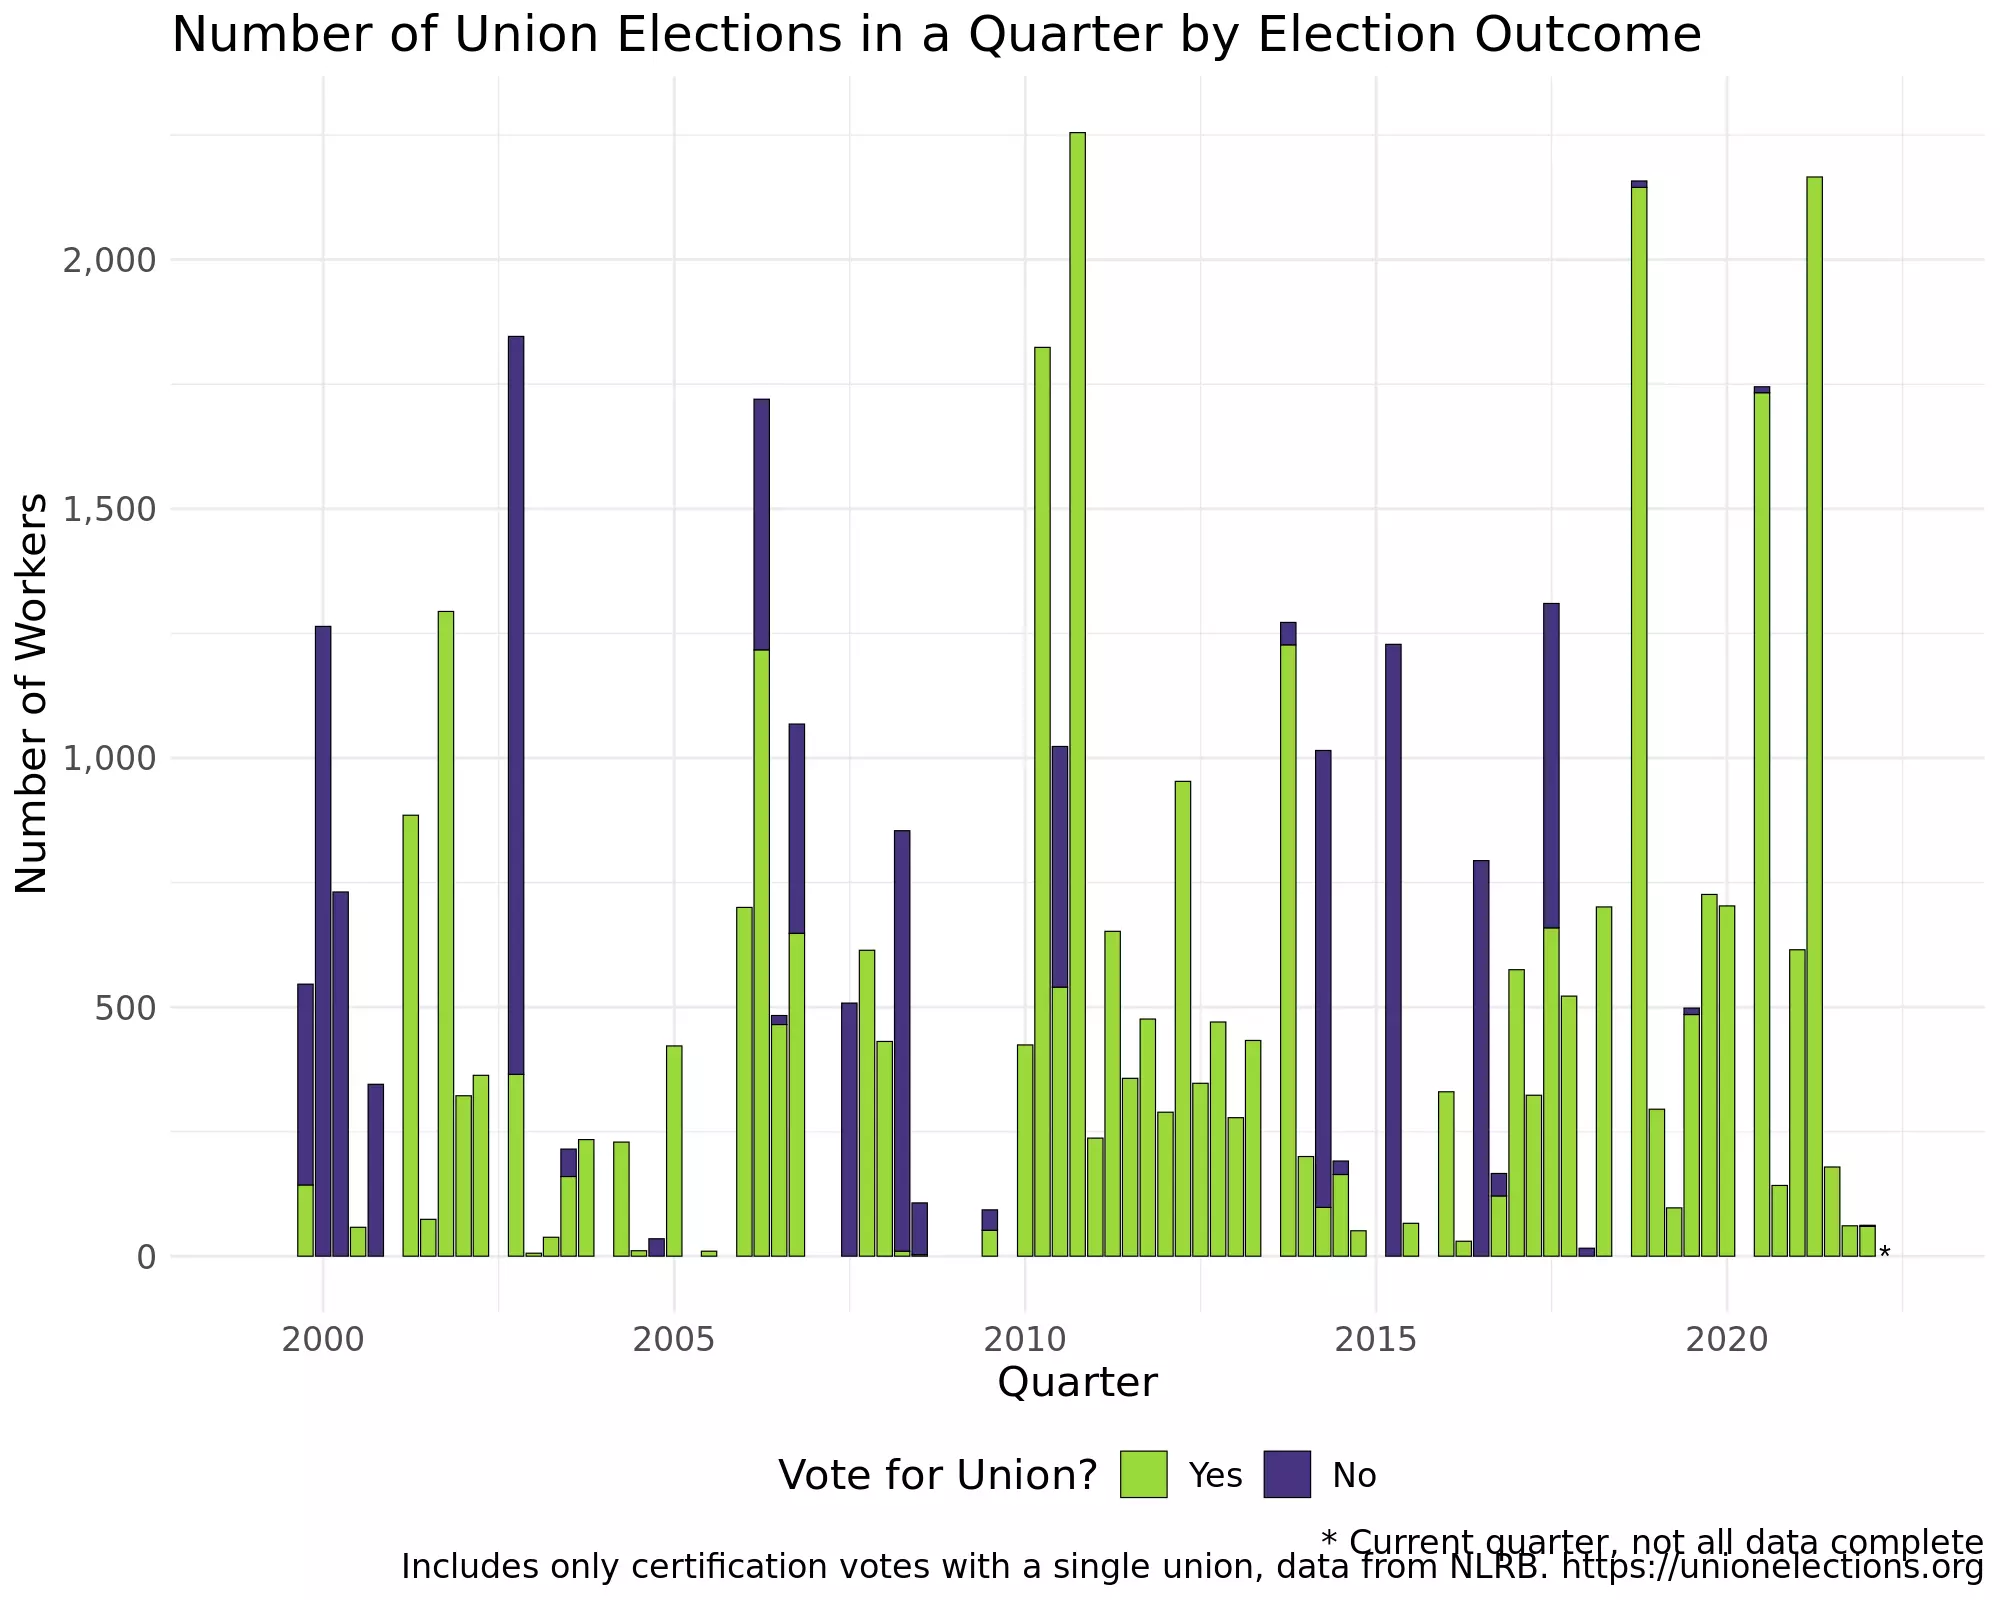 Number of Union Elections in a Quarter by Election Outcome
Number of Workers
2,000
1,500
1,000
500
0
*
2000 2005 2010 2015 2020
Quarter
Vote for Union? Yes No
* Current quarter, not all data complete
Includes only certification votes with a single union, data from NLRB. https://unionelections.org